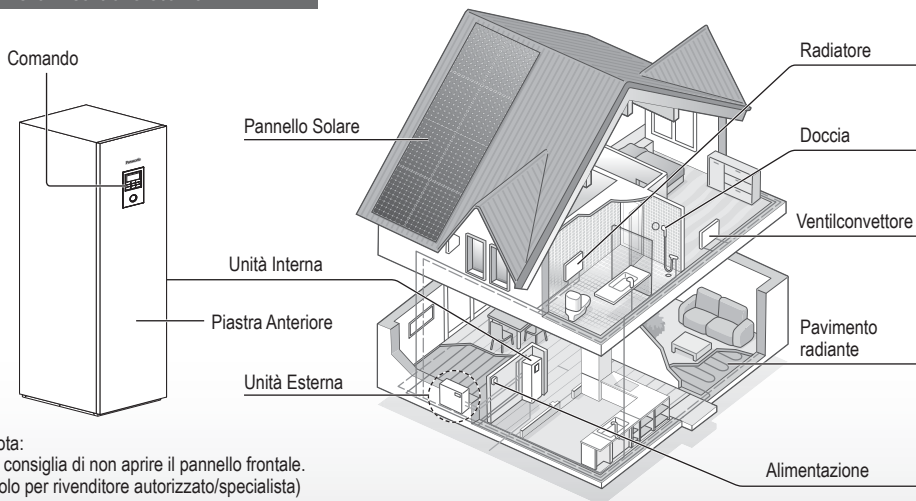 Comando
Panasonic
Pannello Solare
Unità Interna
Piastra Anteriore
Unità Esterna
Radiatore
Doccia
Ventilconvettore
Pavimento
radiante
Alimentazione
consiglia di non aprire il pannello frontale.
per rivenditore autorizzato/specialista)